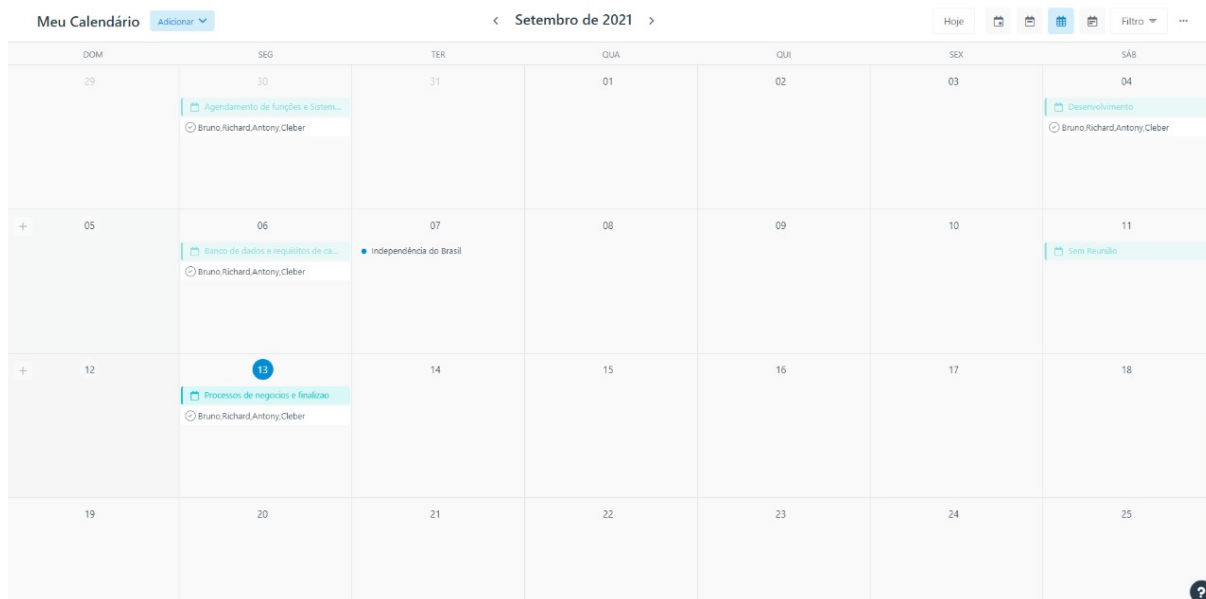 Meu Calendário Adicionar < Setembro de 2021 > Hoje Filtro ...
DOM SEG TER QUA QUI SEX SÁB
29 30 31 01 02 03 04
Agendamento de funções e Sistem... Desenvolvimento
Bruno,Richard,Antony,Cleber Bruno,Richard,Antony,Cleber
+ 05 06 07 08 09 10 11
Banco de dados e requisitos de ca... Independência do Brasil Sem Reunião
Bruno,Richard,Antony,Cleber
+ 12 13 14 15 16 17 18
Processos de negocios e finalizao
Bruno,Richard,Antony,Cleber
19 20 21 22 23 24 25
?